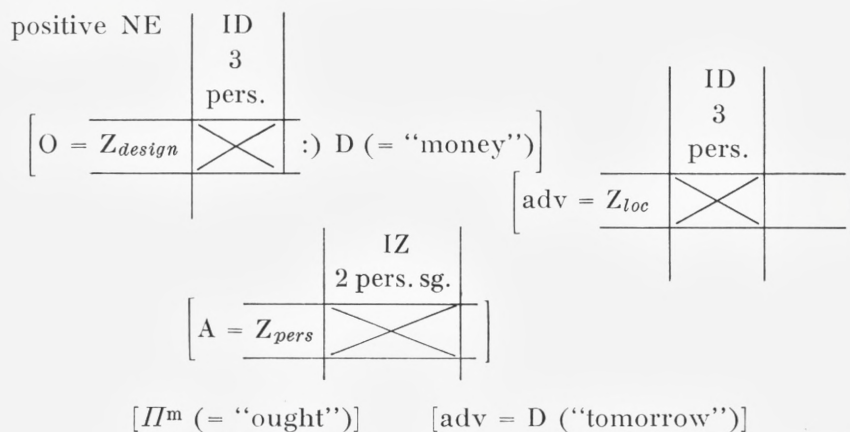 positive NE
ID
3
pers.
[O = Z_design :) D (= “money”)]
ID
3
pers.
[adv = Z_loc
IZ
2 pers. sg.
[A = Z_pers ]
[Π^m (= “ought”)] [adv = D (“tomorrow”)]